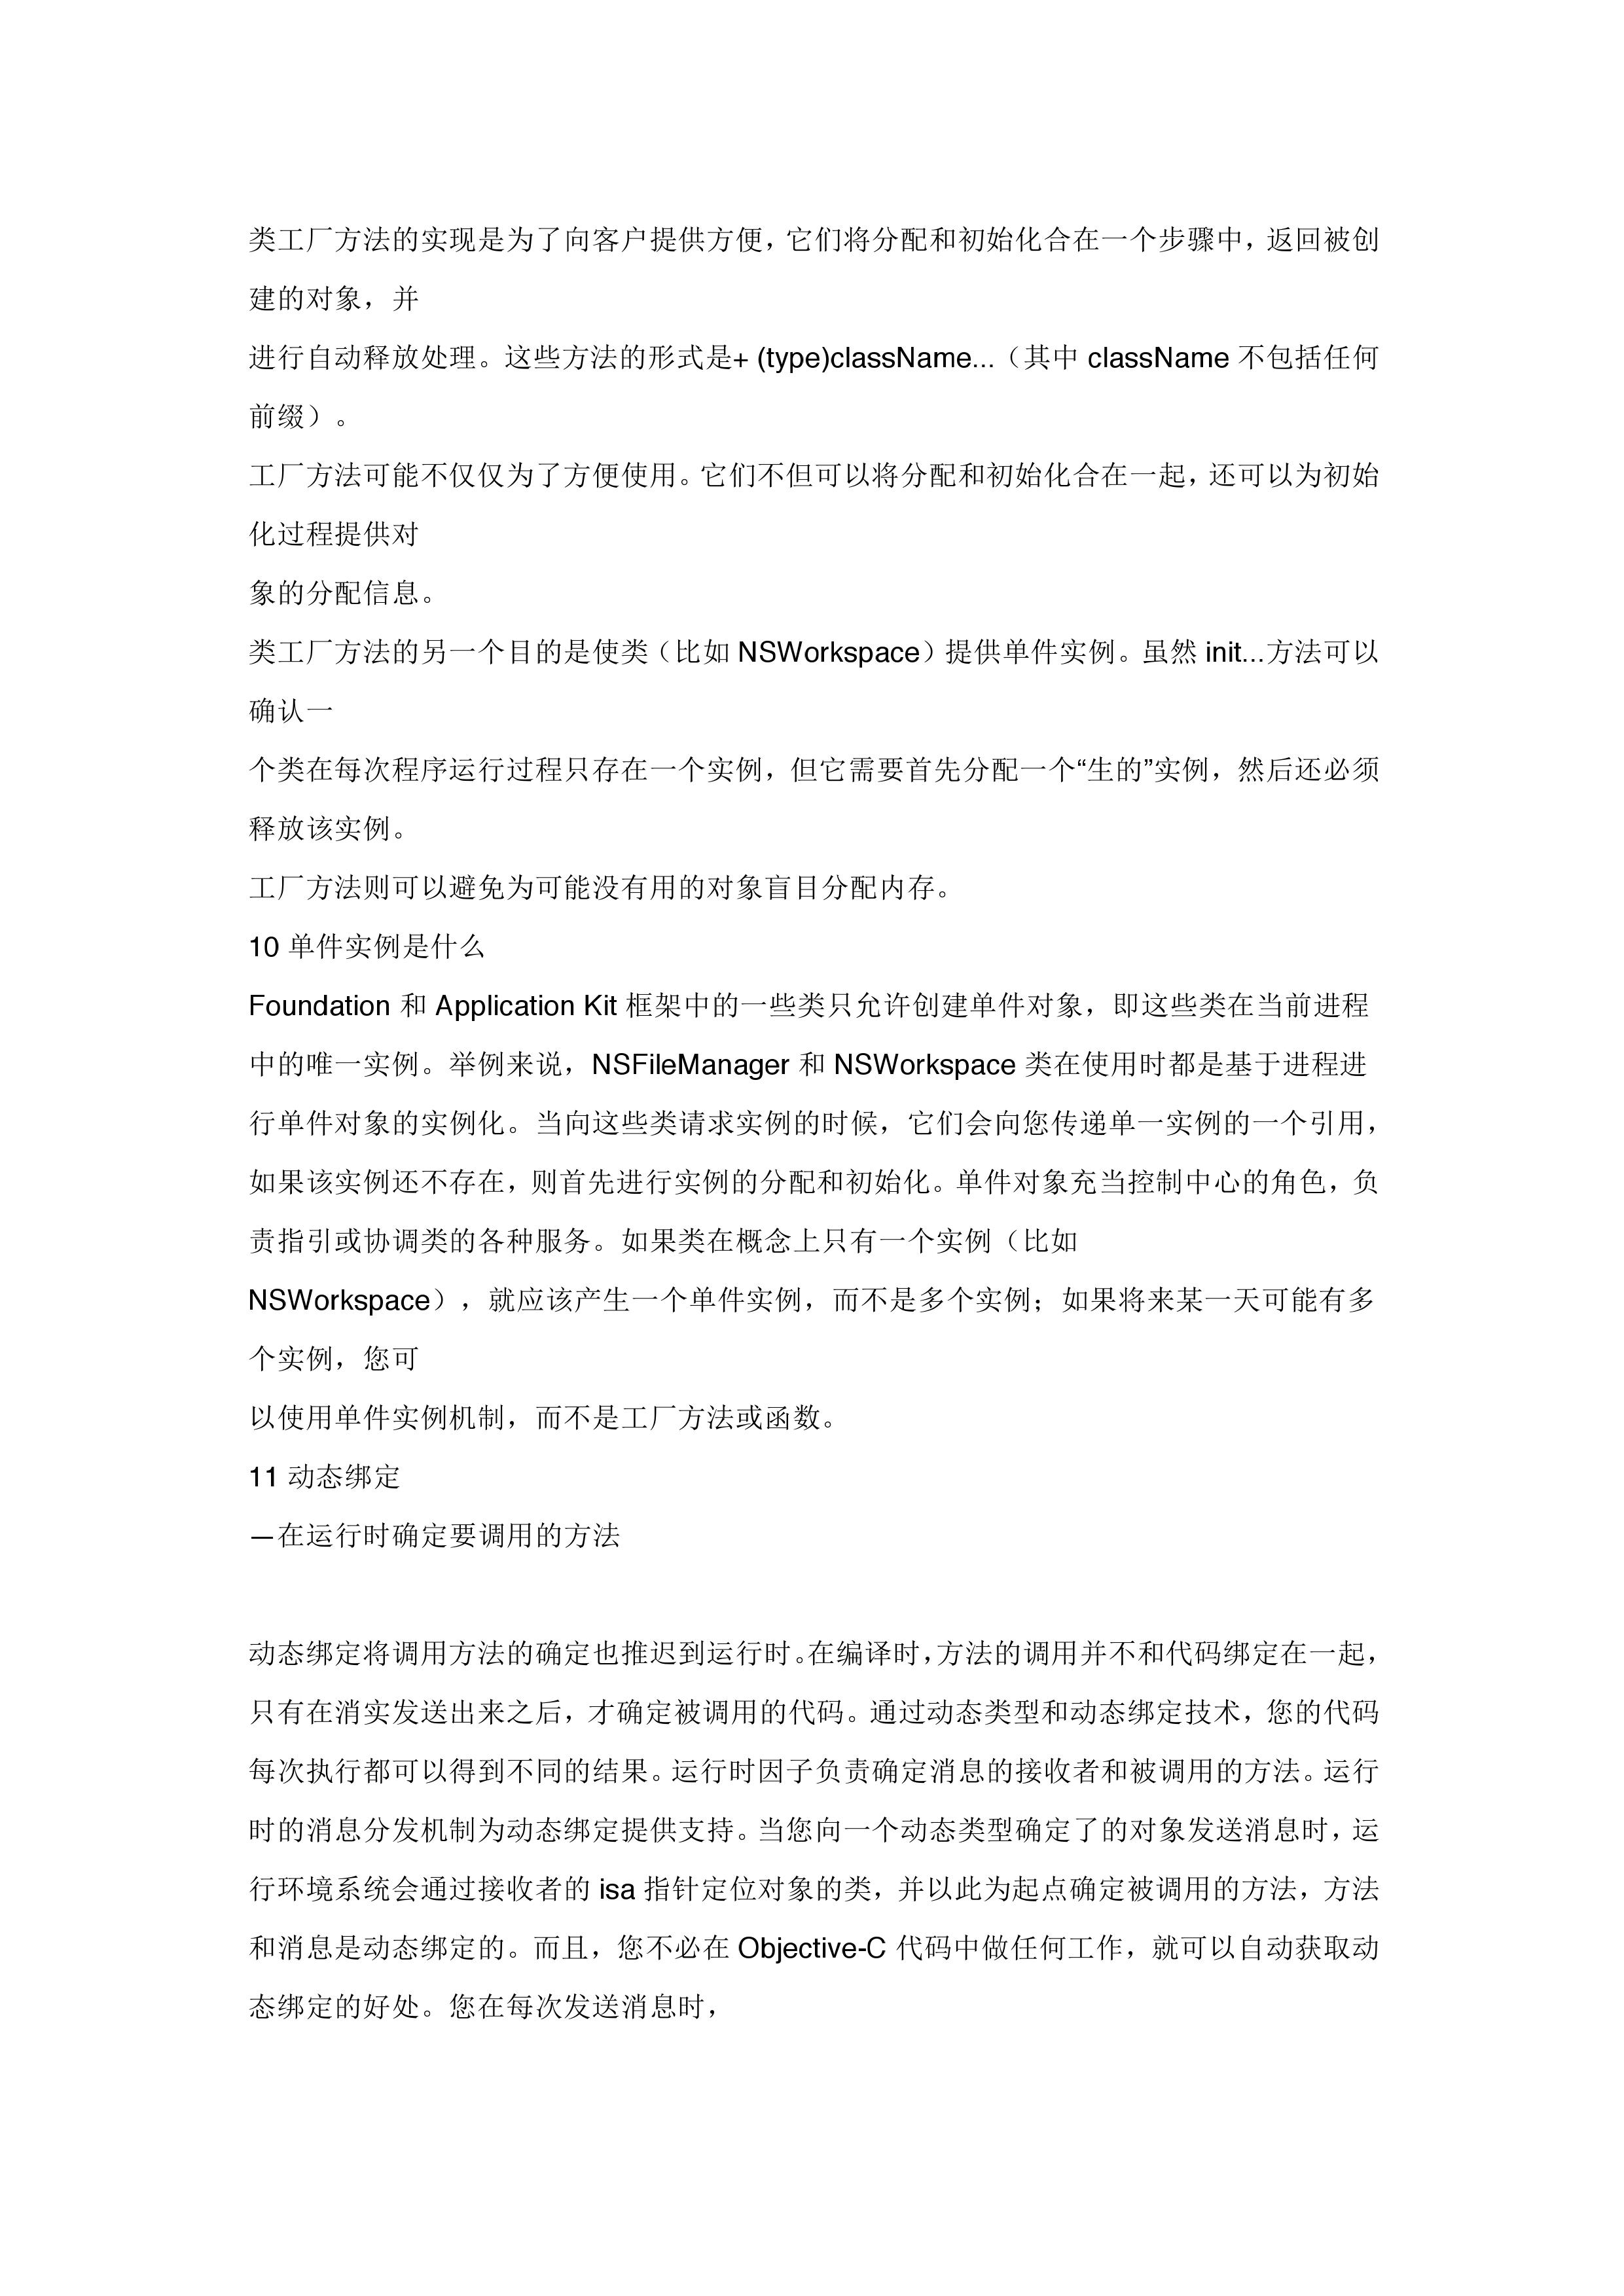 类工厂方法的实现是为了向客户提供方便，它们将分配和初始化合在一个步骤中，返回被创
建的对象，并
进行自动释放处理。这些方法的形式是+ (type)className...（其中 className 不包括任何
前缀）。
工厂方法可能不仅仅为了方便使用。它们不但可以将分配和初始化合在一起，还可以为初始
化过程提供对
象的分配信息。
类工厂方法的另一个目的是使类（比如 NSWorkspace）提供单件实例。虽然 init...方法可以
确认一
个类在每次程序运行过程只存在一个实例，但它需要首先分配一个“生的”实例，然后还必须
释放该实例。
工厂方法则可以避免为可能没有用的对象盲目分配内存。
10 单件实例是什么
Foundation 和 Application Kit 框架中的一些类只允许创建单件对象，即这些类在当前进程
中的唯一实例。举例来说，NSFileManager 和 NSWorkspace 类在使用时都是基于进程进
行单件对象的实例化。当向这些类请求实例的时候，它们会向您传递单一实例的一个引用，
如果该实例还不存在，则首先进行实例的分配和初始化。单件对象充当控制中心的角色，负
责指引或协调类的各种服务。如果类在概念上只有一个实例（比如
NSWorkspace），就应该产生一个单件实例，而不是多个实例；如果将来某一天可能有多
个实例，您可
以使用单件实例机制，而不是工厂方法或函数。
11 动态绑定
—在运行时确定要调用的方法
动态绑定将调用方法的确定也推迟到运行时。在编译时，方法的调用并不和代码绑定在一起，
只有在消实发送出来之后，才确定被调用的代码。通过动态类型和动态绑定技术，您的代码
每次执行都可以得到不同的结果。运行时因子负责确定消息的接收者和被调用的方法。运行
时的消息分发机制为动态绑定提供支持。当您向一个动态类型确定了的对象发送消息时，运
行环境系统会通过接收者的 isa 指针定位对象的类，并以此为起点确定被调用的方法，方法
和消息是动态绑定的。而且，您不必在 Objective-C 代码中做任何工作，就可以自动获取动
态绑定的好处。您在每次发送消息时，